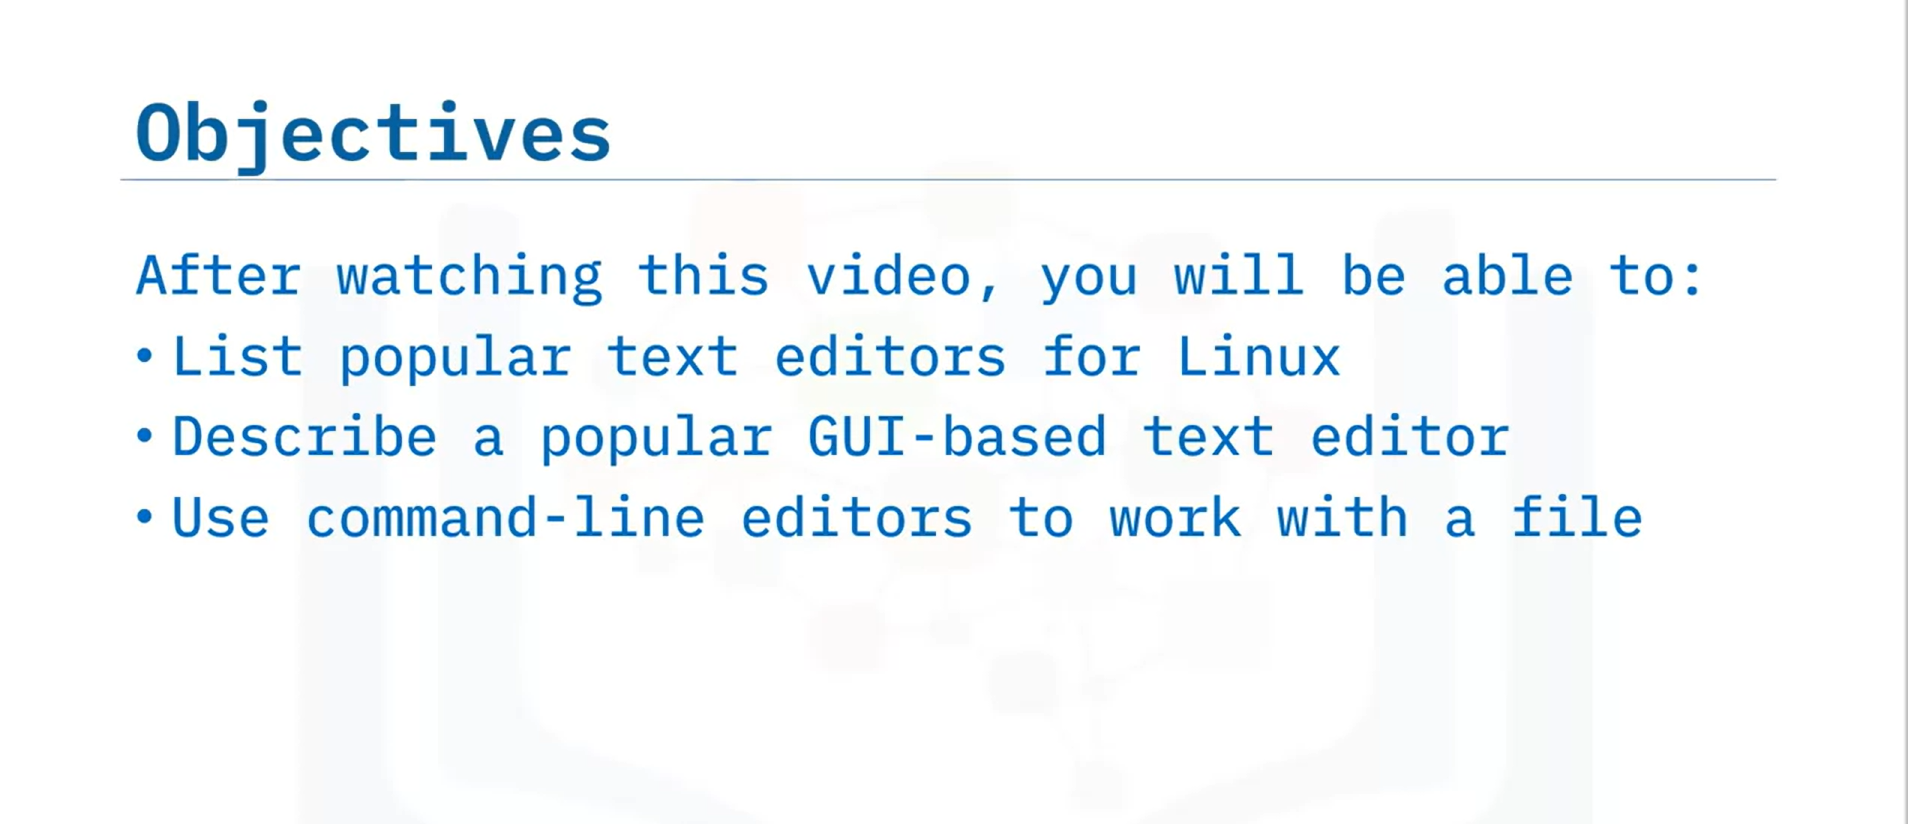 Objectives
After watching this video, you will be able to:
• List popular text editors for Linux
• Describe a popular GUI-based text editor
• Use command-line editors to work with a file